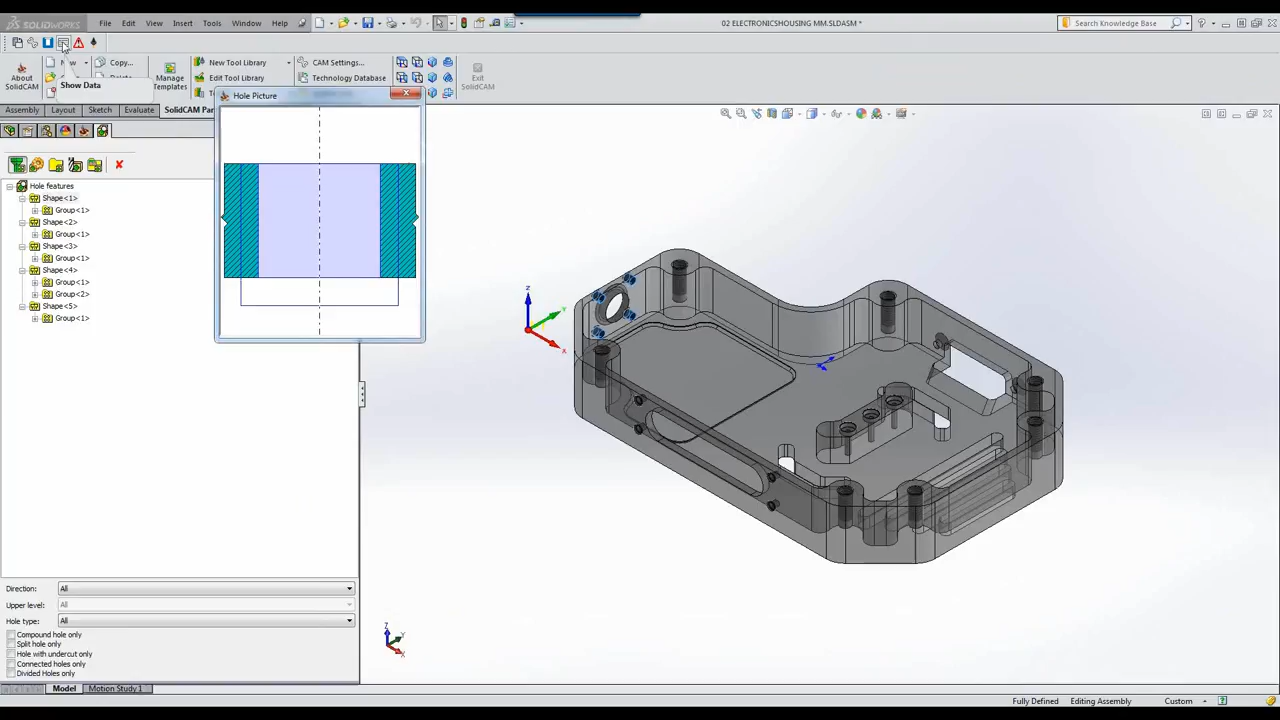 SOLIDWORKS
File
Edit
View
Insert
Tools
Window
Help
02 ELECTRONICSHOUSING MM.SLDASM *
Search Knowledge Base
New
Copy...
New Tool Library
CAM Settings...
Edit Tool Library
Technology Database
About
SolidCAM
Manage
Templates
Exit
SolidCAM
Show Data
Hole Picture
Assembly
Layout
Sketch
Evaluate
SolidCAM Par
Hole features
Shape<1>
Group<1>
Shape<2>
Group<1>
Shape<3>
Group<1>
Shape<4>
Group<1>
Group<2>
Shape<5>
Group<1>
Z
Y
X
Direction:
All
Upper level:
All
Hole type:
All
Compound hole only
Split hole only
Hole with undercut only
Connected holes only
Divided Holes only
Z
Y
X
Model
Motion Study 1
Fully Defined
Editing Assembly
Custom